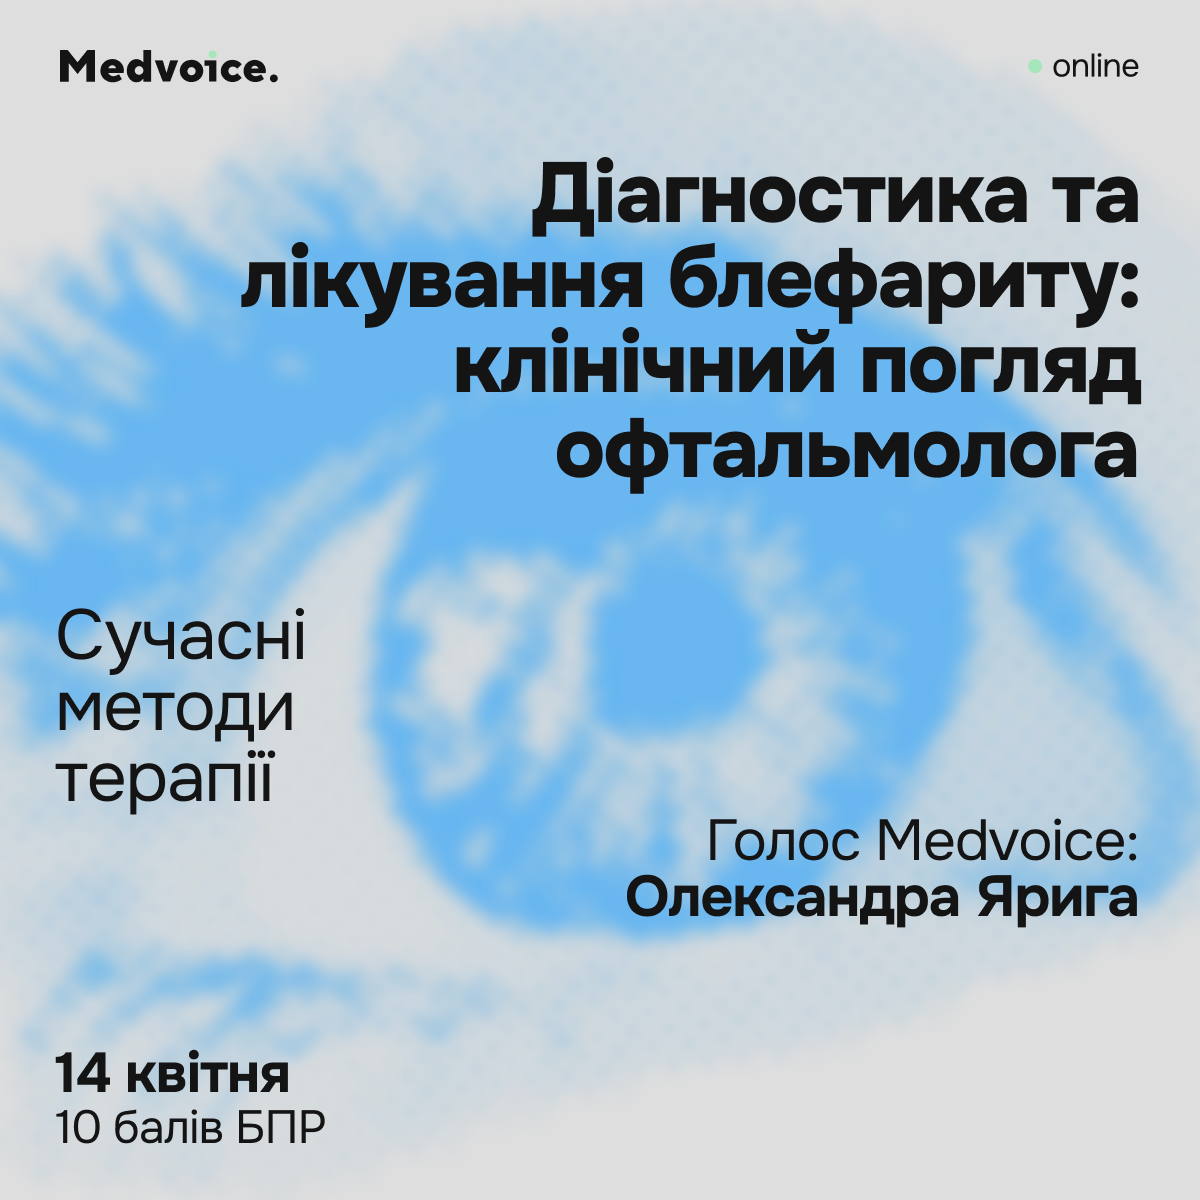 Medvoice.
online
Діагностика та
лікування блефариту:
клінічний погляд
офтальмолога
Сучасні
методи
терапії
Голос Medvoice:
Олександра Ярига
14 квітня
10 балів БПР